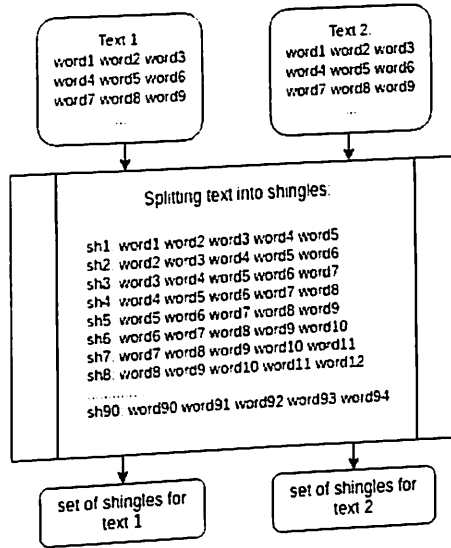 Text 1
word1 word2 word3
word4 word5 word6
word7 word8 word9
...
Text 2.
word1 word2 word3
word4 word5 word6
word7 word8 word9
...
Splitting text into shingles:
sh1. word1 word2 word3 word4 word5
sh2. word2 word3 word4 word5 word6
sh3. word3 word4 word5 word6 word7
sh4. word4 word5 word6 word7 word8
sh5. word5 word6 word7 word8 word9
sh6. word6 word7 word8 word9 word10
sh7. word7 word8 word9 word10 word11
sh8. word8 word9 word10 word11 word12
............
sh90. word90 word91 word92 word93 word94
set of shingles for
text 1
set of shingles for
text 2